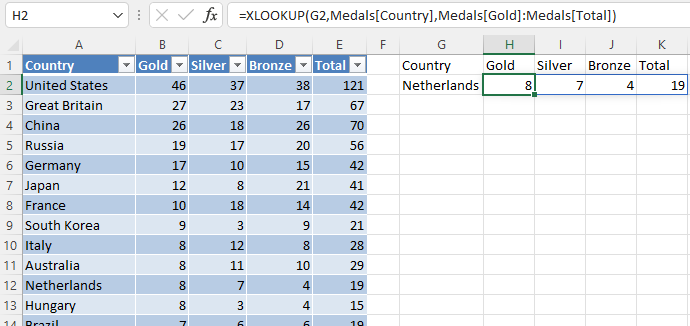 H2 fx =XLOOKUP(G2,Medals[Country],Medals[Gold]:Medals[Total])
A B C D E F G H I J K
1 Country Gold Silver Bronze Total Country Gold Silver Bronze Total
2 United States 46 37 38 121 Netherlands 8 7 4 19
3 Great Britain 27 23 17 67
4 China 26 18 26 70
5 Russia 19 17 20 56
6 Germany 17 10 15 42
7 Japan 12 8 21 41
8 France 10 18 14 42
9 South Korea 9 3 9 21
10 Italy 8 12 8 28
11 Australia 8 11 10 29
12 Netherlands 8 7 4 19
13 Hungary 8 3 4 15
14 Brazil 7 6 6 19